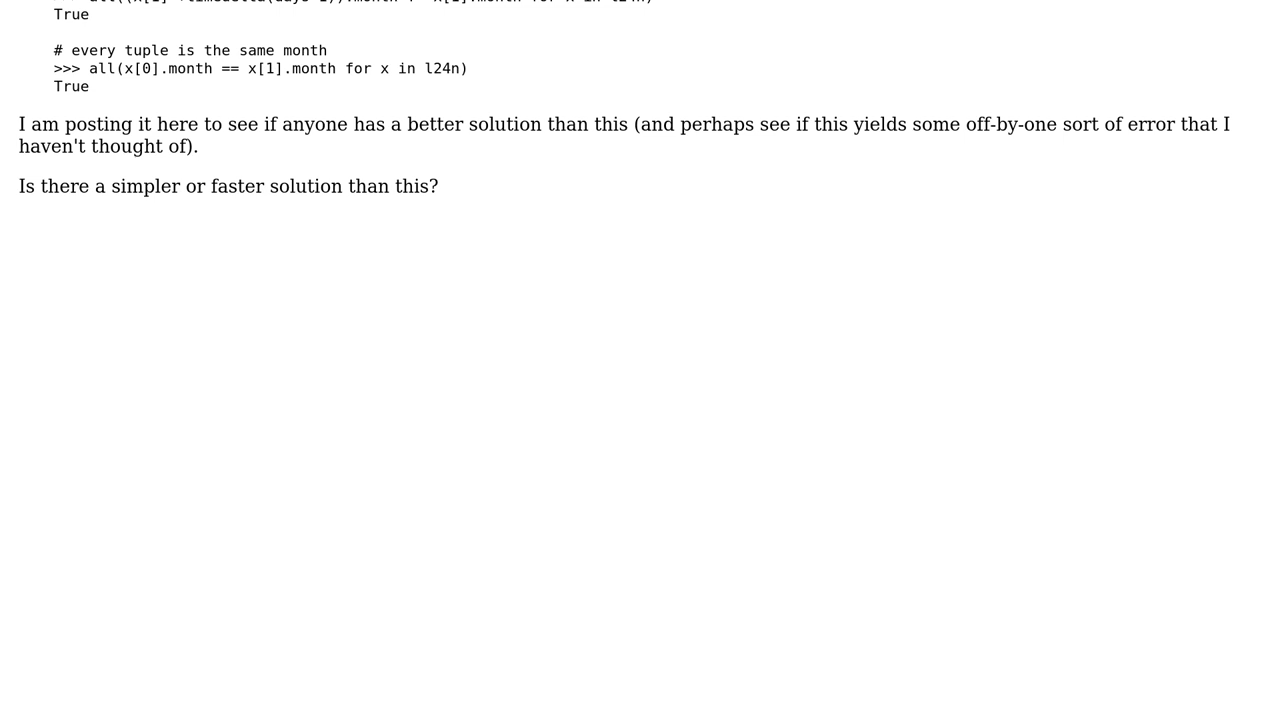 True
# every tuple is the same month
>>> all(x[0].month == x[1].month for x in l24n)
True
I am posting it here to see if anyone has a better solution than this (and perhaps see if this yields some off-by-one sort of error that I
haven't thought of).
Is there a simpler or faster solution than this?